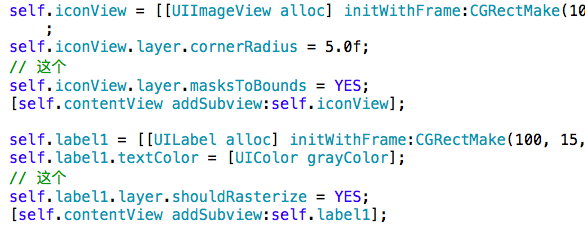 self.iconView = [[UIImageView alloc] initWithFrame:CGRectMake(10
;
self.iconView.layer.cornerRadius = 5.0f;
// 这个
self.iconView.layer.masksToBounds = YES;
[self.contentView addSubview:self.iconView];
self.label1 = [[UILabel alloc] initWithFrame:CGRectMake(100, 15,
self.label1.textColor = [UIColor grayColor];
// 这个
self.label1.layer.shouldRasterize = YES;
[self.contentView addSubview:self.label1];